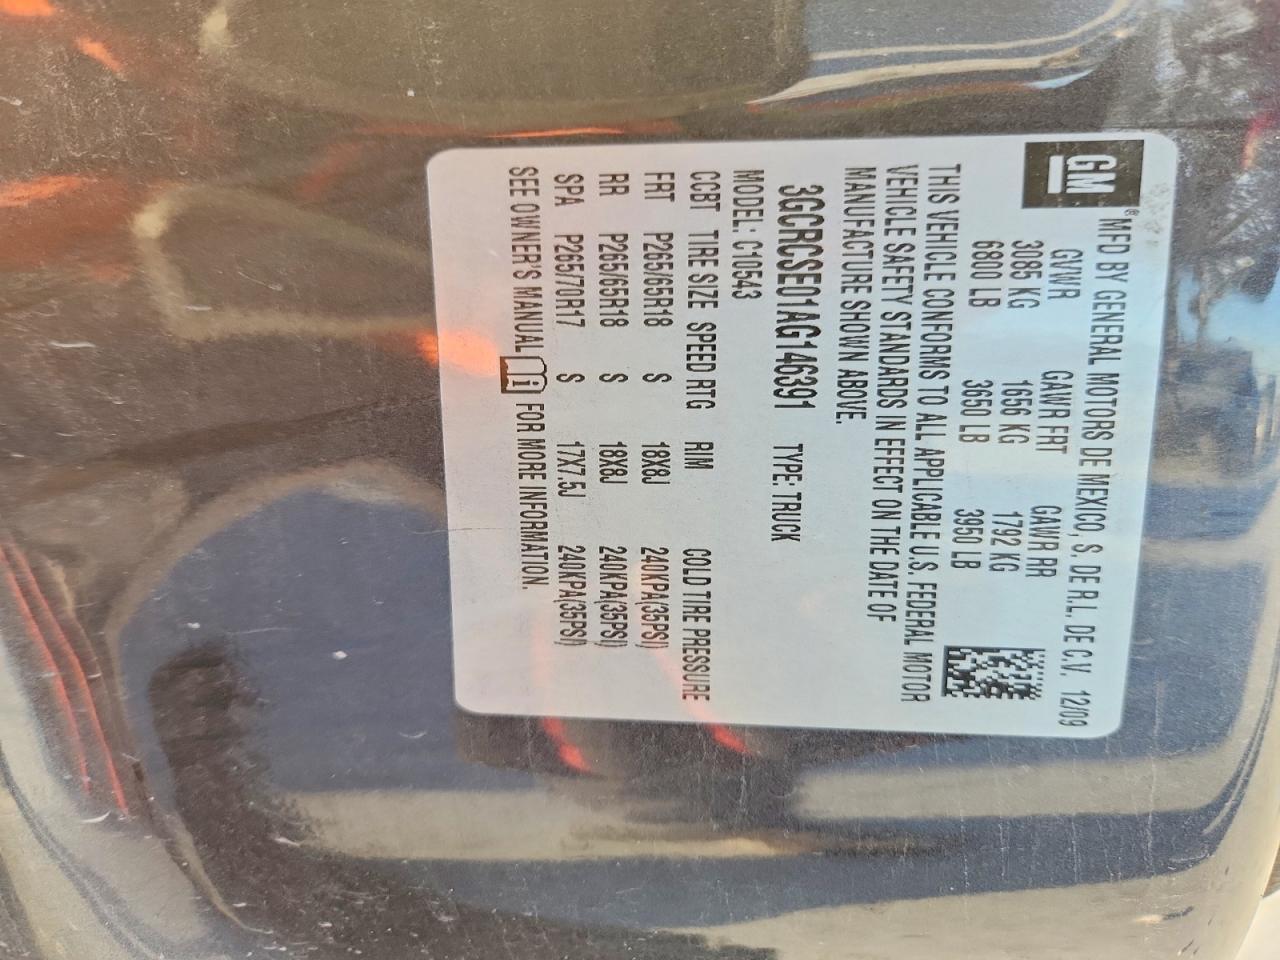 GM
®MFD BY GENERAL MOTORS DE MEXICO, S. DE R.L. DE C.V. 12/09
GVWR GAWR FRT GAWR RR
3085 KG 1656 KG 1792 KG
6800 LB 3650 LB 3950 LB
THIS VEHICLE CONFORMS TO ALL APPLICABLE U.S. FEDERAL MOTOR
VEHICLE SAFETY STANDARDS IN EFFECT ON THE DATE OF
MANUFACTURE SHOWN ABOVE.
3GCRCSE01AG146391 TYPE: TRUCK
MODEL: C10543
CCBT TIRE SIZE SPEED RTG RIM COLD TIRE PRESSURE
FRT P265/65R18 S 18X8J 240KPA(35PSI)
RR P265/65R18 S 18X8J 240KPA(35PSI)
SPA P265/70R17 S 17X7.5J 240KPA(35PSI)
SEE OWNER'S MANUAL i FOR MORE INFORMATION.